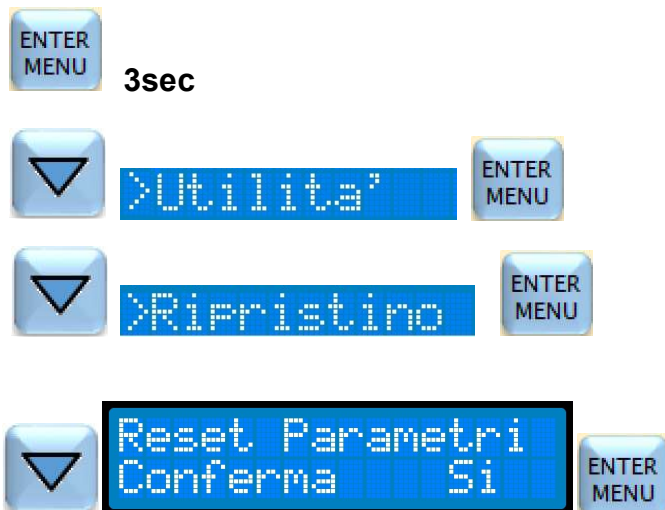 ENTER
MENU
3sec
>Utilita'
ENTER
MENU
>Ripristino
ENTER
MENU
Reset Parametri
Conferma Si
ENTER
MENU